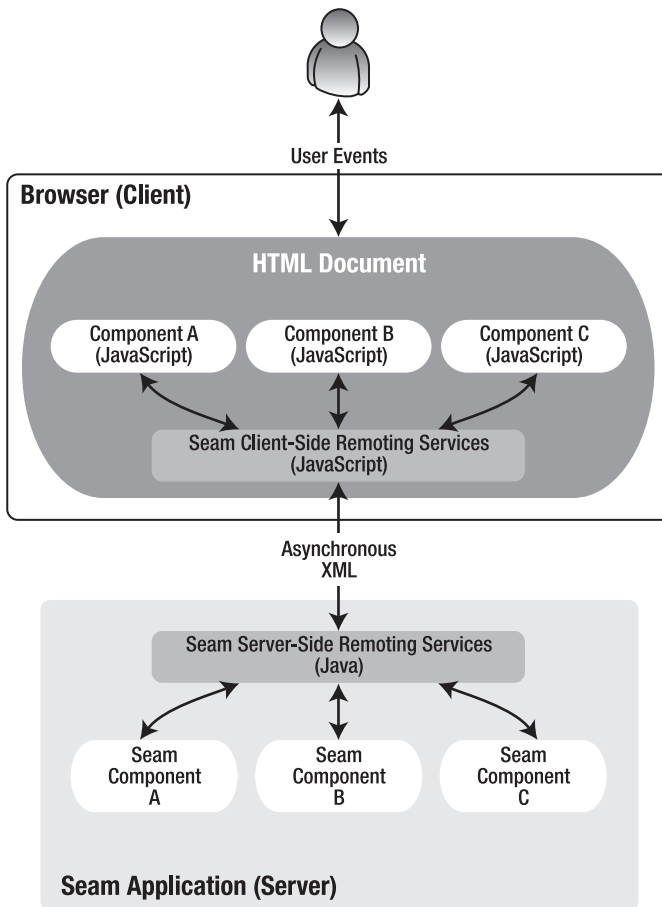 User Events
Browser (Client)
HTML Document
Component A
(JavaScript)
Component B
(JavaScript)
Component C
(JavaScript)
Seam Client-Side Remoting Services
(JavaScript)
Asynchronous
XML
Seam Server-Side Remoting Services
(Java)
Seam
Component
A
Seam
Component
B
Seam
Component
C
Seam Application (Server)